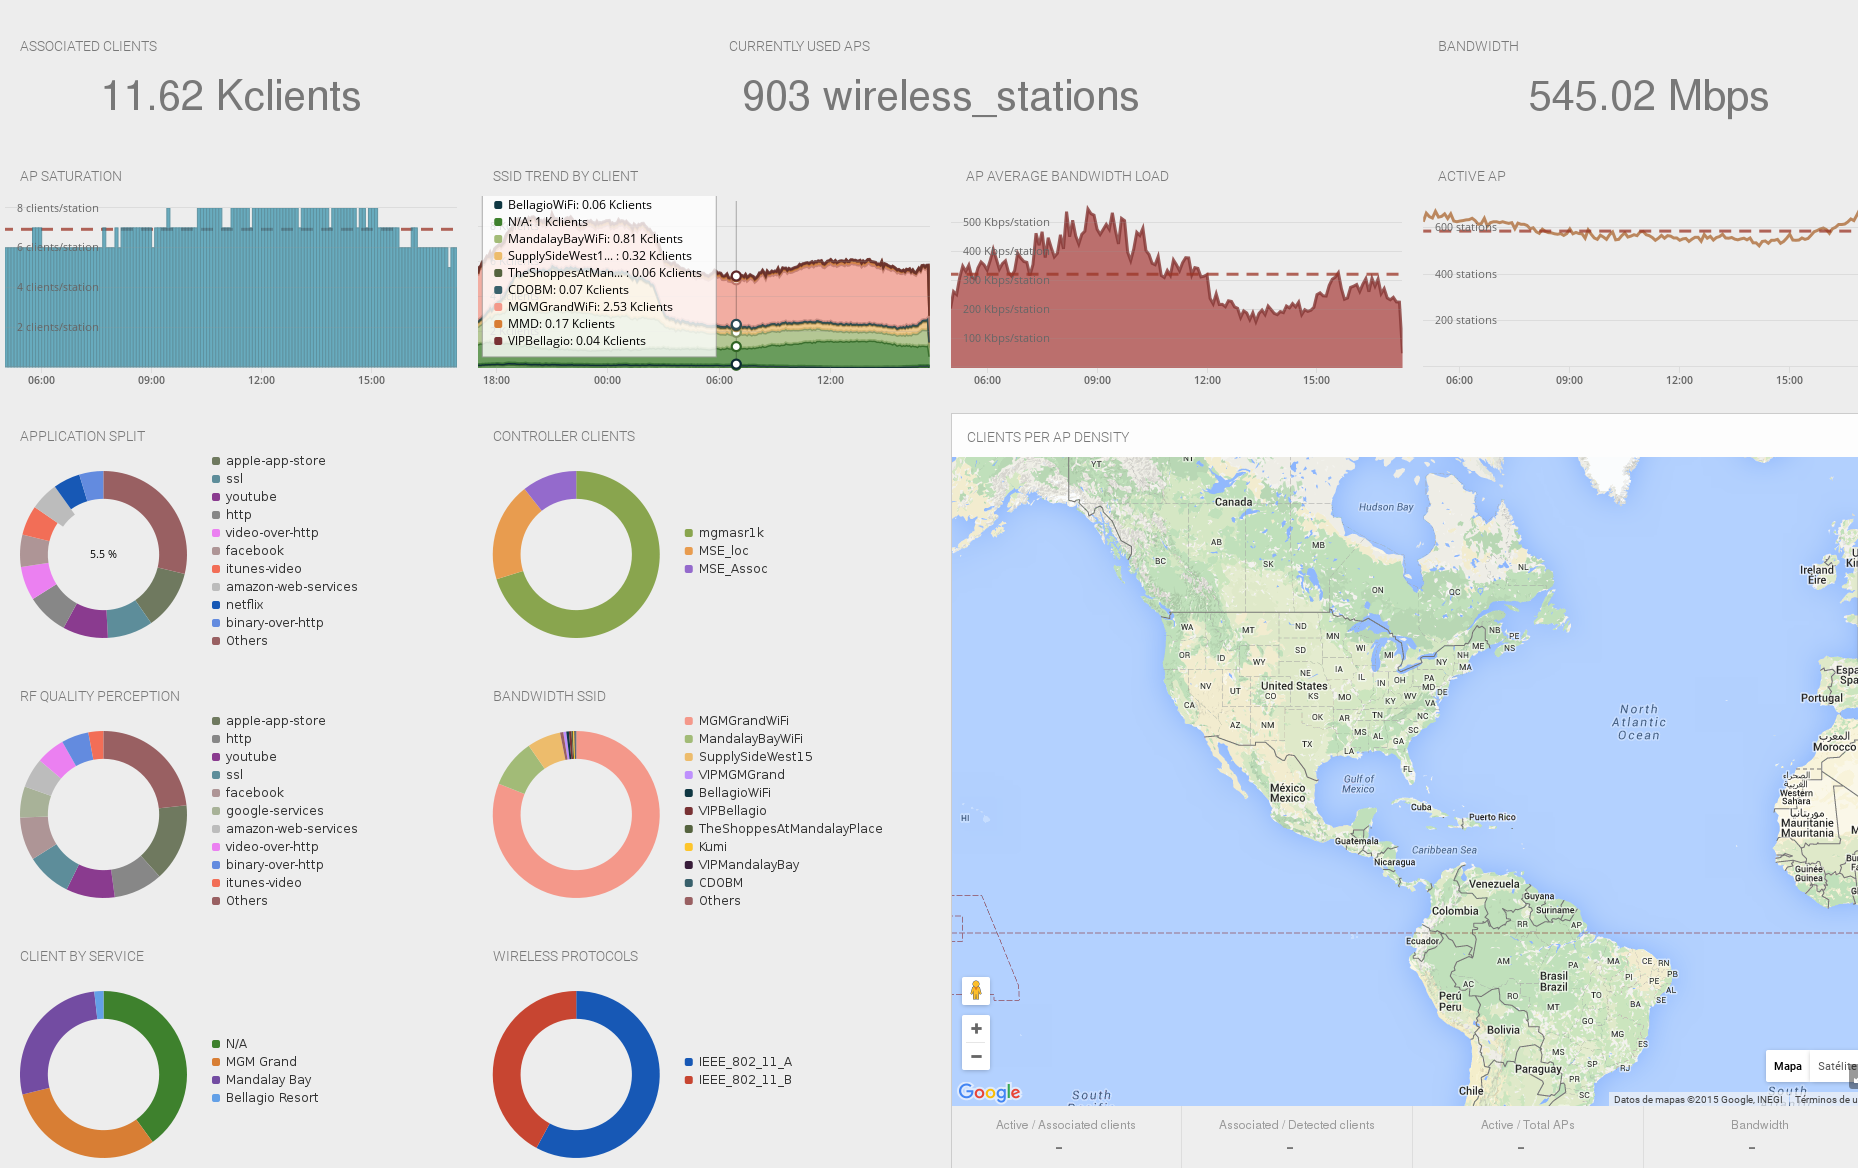 ASSOCIATED CLIENTS
11.62 Kclients
CURRENTLY USED APS
903 wireless_stations
BANDWIDTH
545.02 Mbps
AP SATURATION
8 clients/station
6 clients/station
4 clients/station
2 clients/station
06:00 09:00 12:00 15:00
SSID TREND BY CLIENT
BellagioWiFi: 0.06 Kclients
N/A: 1 Kclients
MandalayBayWiFi: 0.81 Kclients
SupplySideWest1... : 0.32 Kclients
TheShoppesAtMan... : 0.06 Kclients
CDOBM: 0.07 Kclients
MGMGrandWiFi: 2.53 Kclients
MMD: 0.17 Kclients
VIPBellagio: 0.04 Kclients
18:00 00:00 06:00 12:00
AP AVERAGE BANDWIDTH LOAD
500 Kbps/station
400 Kbps/station
300 Kbps/station
200 Kbps/station
100 Kbps/station
06:00 09:00 12:00 15:00
ACTIVE AP
600 stations
400 stations
200 stations
06:00 09:00 12:00 15:00
APPLICATION SPLIT
5.5 %
apple-app-store
ssl
youtube
http
video-over-http
facebook
itunes-video
amazon-web-services
netflix
binary-over-http
Others
CONTROLLER CLIENTS
mgmasr1k
MSE_loc
MSE_Assoc
RF QUALITY PERCEPTION
apple-app-store
http
youtube
ssl
facebook
google-services
amazon-web-services
video-over-http
binary-over-http
itunes-video
Others
BANDWIDTH SSID
MGMGrandWiFi
MandalayBayWiFi
SupplySideWest15
VIPMGMGrand
BellagioWiFi
VIPBellagio
TheShoppesAtMandalayPlace
Kumi
VIPMandalayBay
CDOBM
Others
CLIENT BY SERVICE
N/A
MGM Grand
Mandalay Bay
Bellagio Resort
WIRELESS PROTOCOLS
IEEE_802_11_A
IEEE_802_11_B
CLIENTS PER AP DENSITY
YT
NT
Canada
Hudson Bay
AB
MB
BC
SK
NL
ON
QC
Ireland
Éire
WA
MT
ND
MN
NB
PE
NS
OR
ID
WY
SD
WI
MI
ME
NH
NY
MA
NV
UT
United States
NE
IA
IL
IN
OH
PA
MD
DE
CA
CO
KS
MO
KY
WV
VA
AZ
NM
OK
AR
TN
NC
TX
MS
AL
SC
LA
GA
FL
Espa
Spa
Portugal
North
Atlantic
Ocean
المغرب
Morocco
الصحراء
الغربية
Western
Sahara
موريتانيا
Mauritanie
Mauritania
México
Mexico
Gulf of
Mexico
Cuba
Puerto Rico
HI
Guatemala
Caribbean Sea
Nicaragua
Guinée
Guinea
Venezuela
Guyana
Suriname
Colombia
RR
AP
Ecuador
AM
PA
MA
CE
RN
PB
PI
PE
AL
SE
Brasil
Brazil
AC
RO
TO
BA
Perú
Peru
MT
GO
Bolivia
MG
ES
MS
SP
RJ
Paraguay
PR
SC
Chile
South
+
−
Google
Mapa
Satélite
South
Datos de mapas ©2015 Google, INEGI
Términos de u
Active / Associated clients
-
Associated / Detected clients
-
Active / Total APs
-
Bandwidth
-